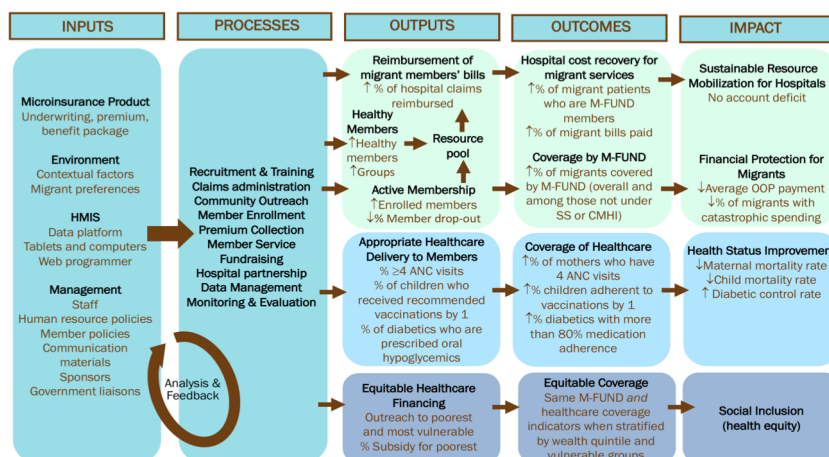 INPUTS
PROCESSES
OUTPUTS
OUTCOMES
IMPACT
Microinsurance Product
Underwriting, premium,
benefit package
Environment
Contextual factors
Migrant preferences
HMIS
Data platform
Tablets and computers
Web programmer
Management
Staff
Human resource policies
Member policies
Communication
materials
Sponsors
Government liaisons
Analysis &
Feedback
Recruitment & Training
Claims administration
Community Outreach
Member Enrollment
Premium Collection
Member Service
Fundraising
Hospital partnership
Data Management
Monitoring & Evaluation
Reimbursement of
migrant members' bills
↑ % of hospital claims
reimbursed
Healthy
Members
↑Healthy
members
↑Groups
Resource
pool
Active Membership
↑Enrolled members
↓% Member drop-out
Appropriate Healthcare
Delivery to Members
% ≥4 ANC visits
% of children who
received recommended
vaccinations by 1
% of diabetics who are
prescribed oral
hypoglycemics
Equitable Healthcare
Financing
Outreach to poorest
and most vulnerable
% Subsidy for poorest
Hospital cost recovery for
migrant services
↑% of migrant patients
who are M-FUND
members
↑% of migrant bills paid
Coverage by M-FUND
↑% of migrants covered
by M-FUND (overall and
among those not under
SS or CMHI)
Coverage of Healthcare
↑% of mothers who have
4 ANC visits
↑% children adherent to
vaccinations by 1
↑% diabetics with more
than 80% medication
adherence
Equitable Coverage
Same M-FUND and
healthcare coverage
indicators when stratified
by wealth quintile and
vulnerable groups
Sustainable Resource
Mobilization for Hospitals
No account deficit
Financial Protection for
Migrants
↓Average OOP payment
↓% of migrants with
catastrophic spending
Health Status Improvement
↓Maternal mortality rate
↓Child mortality rate
↑ Diabetic control rate
Social Inclusion
(health equity)